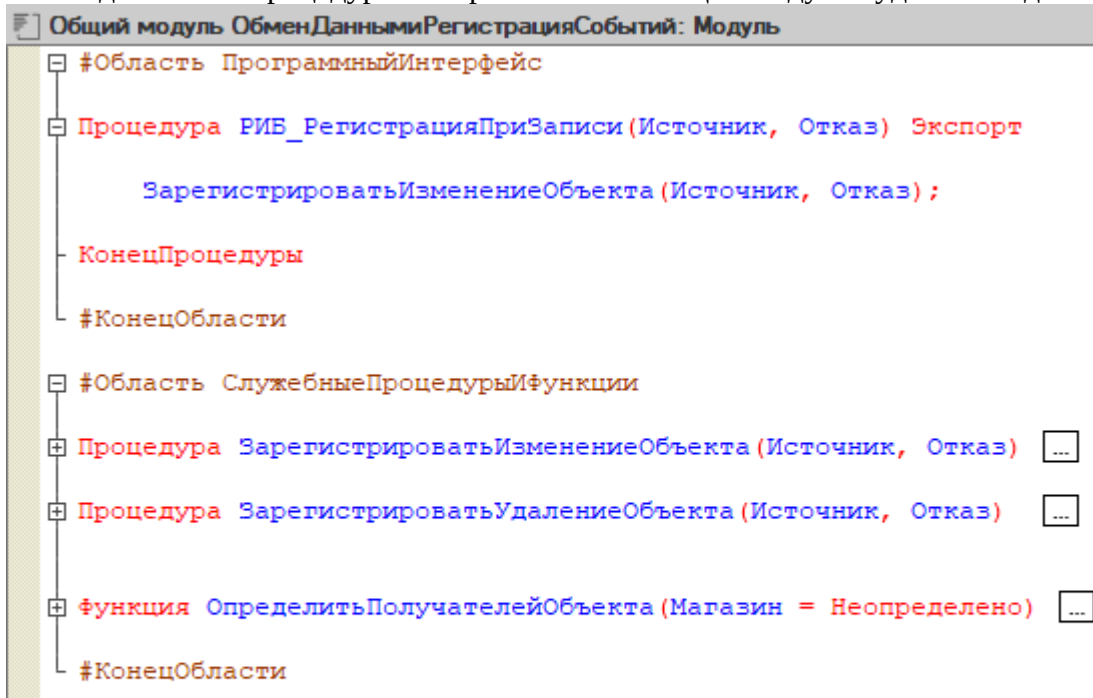 Общий модуль ОбменДаннымиРегистрацияСобытий: Модуль
#Область ПрограммныйИнтерфейс
Процедура РИБ_РегистрацияПриЗаписи(Источник, Отказ) Экспорт
ЗарегистрироватьИзменениеОбъекта(Источник, Отказ);
КонецПроцедуры
#КонецОбласти
#Область СлужебныеПроцедурыИФункции
Процедура ЗарегистрироватьИзменениеОбъекта(Источник, Отказ) ...
Процедура ЗарегистрироватьУдалениеОбъекта(Источник, Отказ) ...
Функция ОпределитьПолучателейОбъекта(Магазин = Неопределено) ...
#КонецОбласти